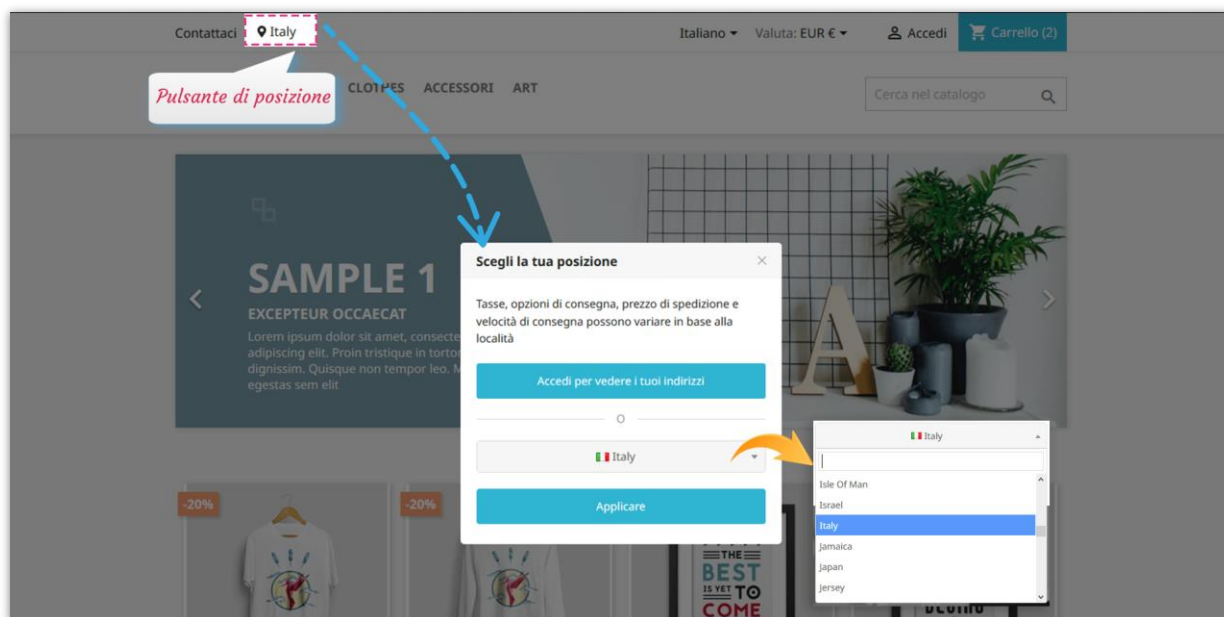 Contattaci Italy Italiano Valuta: EUR € Accedi Carrello (2)
Pulsante di posizione
CLOTHES ACCESSORI ART
Cerca nel catalogo
SAMPLE 1
EXCEPTEUR OCCAECAT
Lorem ipsum dolor sit amet,
adipiscing elit. Proin tristique in
dignissim. Quisque non tempor leo.
egestas sem elit
Scegli la tua posizione
Tasse, opzioni di consegna, prezzo di spedizione e
velocità di consegna possono variare in base alla
località
Accedi per vedere i tuoi indirizzi
O
Italy
Applicare
Italy
Isle Of Man
Israel
Italy
Jamaica
Japan
Jersey
-20%
-20%
THE
BEST
IS YET TO
COME
A